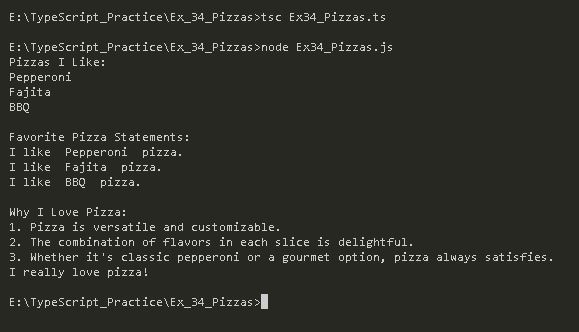 E:\TypeScript_Practice\Ex_34_Pizzas>tsc Ex34_Pizzas.ts
E:\TypeScript_Practice\Ex_34_Pizzas>node Ex34_Pizzas.js
Pizzas I Like:
Pepperoni
Fajita
BBQ
Favorite Pizza Statements:
I like  Pepperoni  pizza.
I like  Fajita  pizza.
I like  BBQ  pizza.
Why I Love Pizza:
1. Pizza is versatile and customizable.
2. The combination of flavors in each slice is delightful.
3. Whether it's classic pepperoni or a gourmet option, pizza always satisfies.
I really love pizza!
E:\TypeScript_Practice\Ex_34_Pizzas>